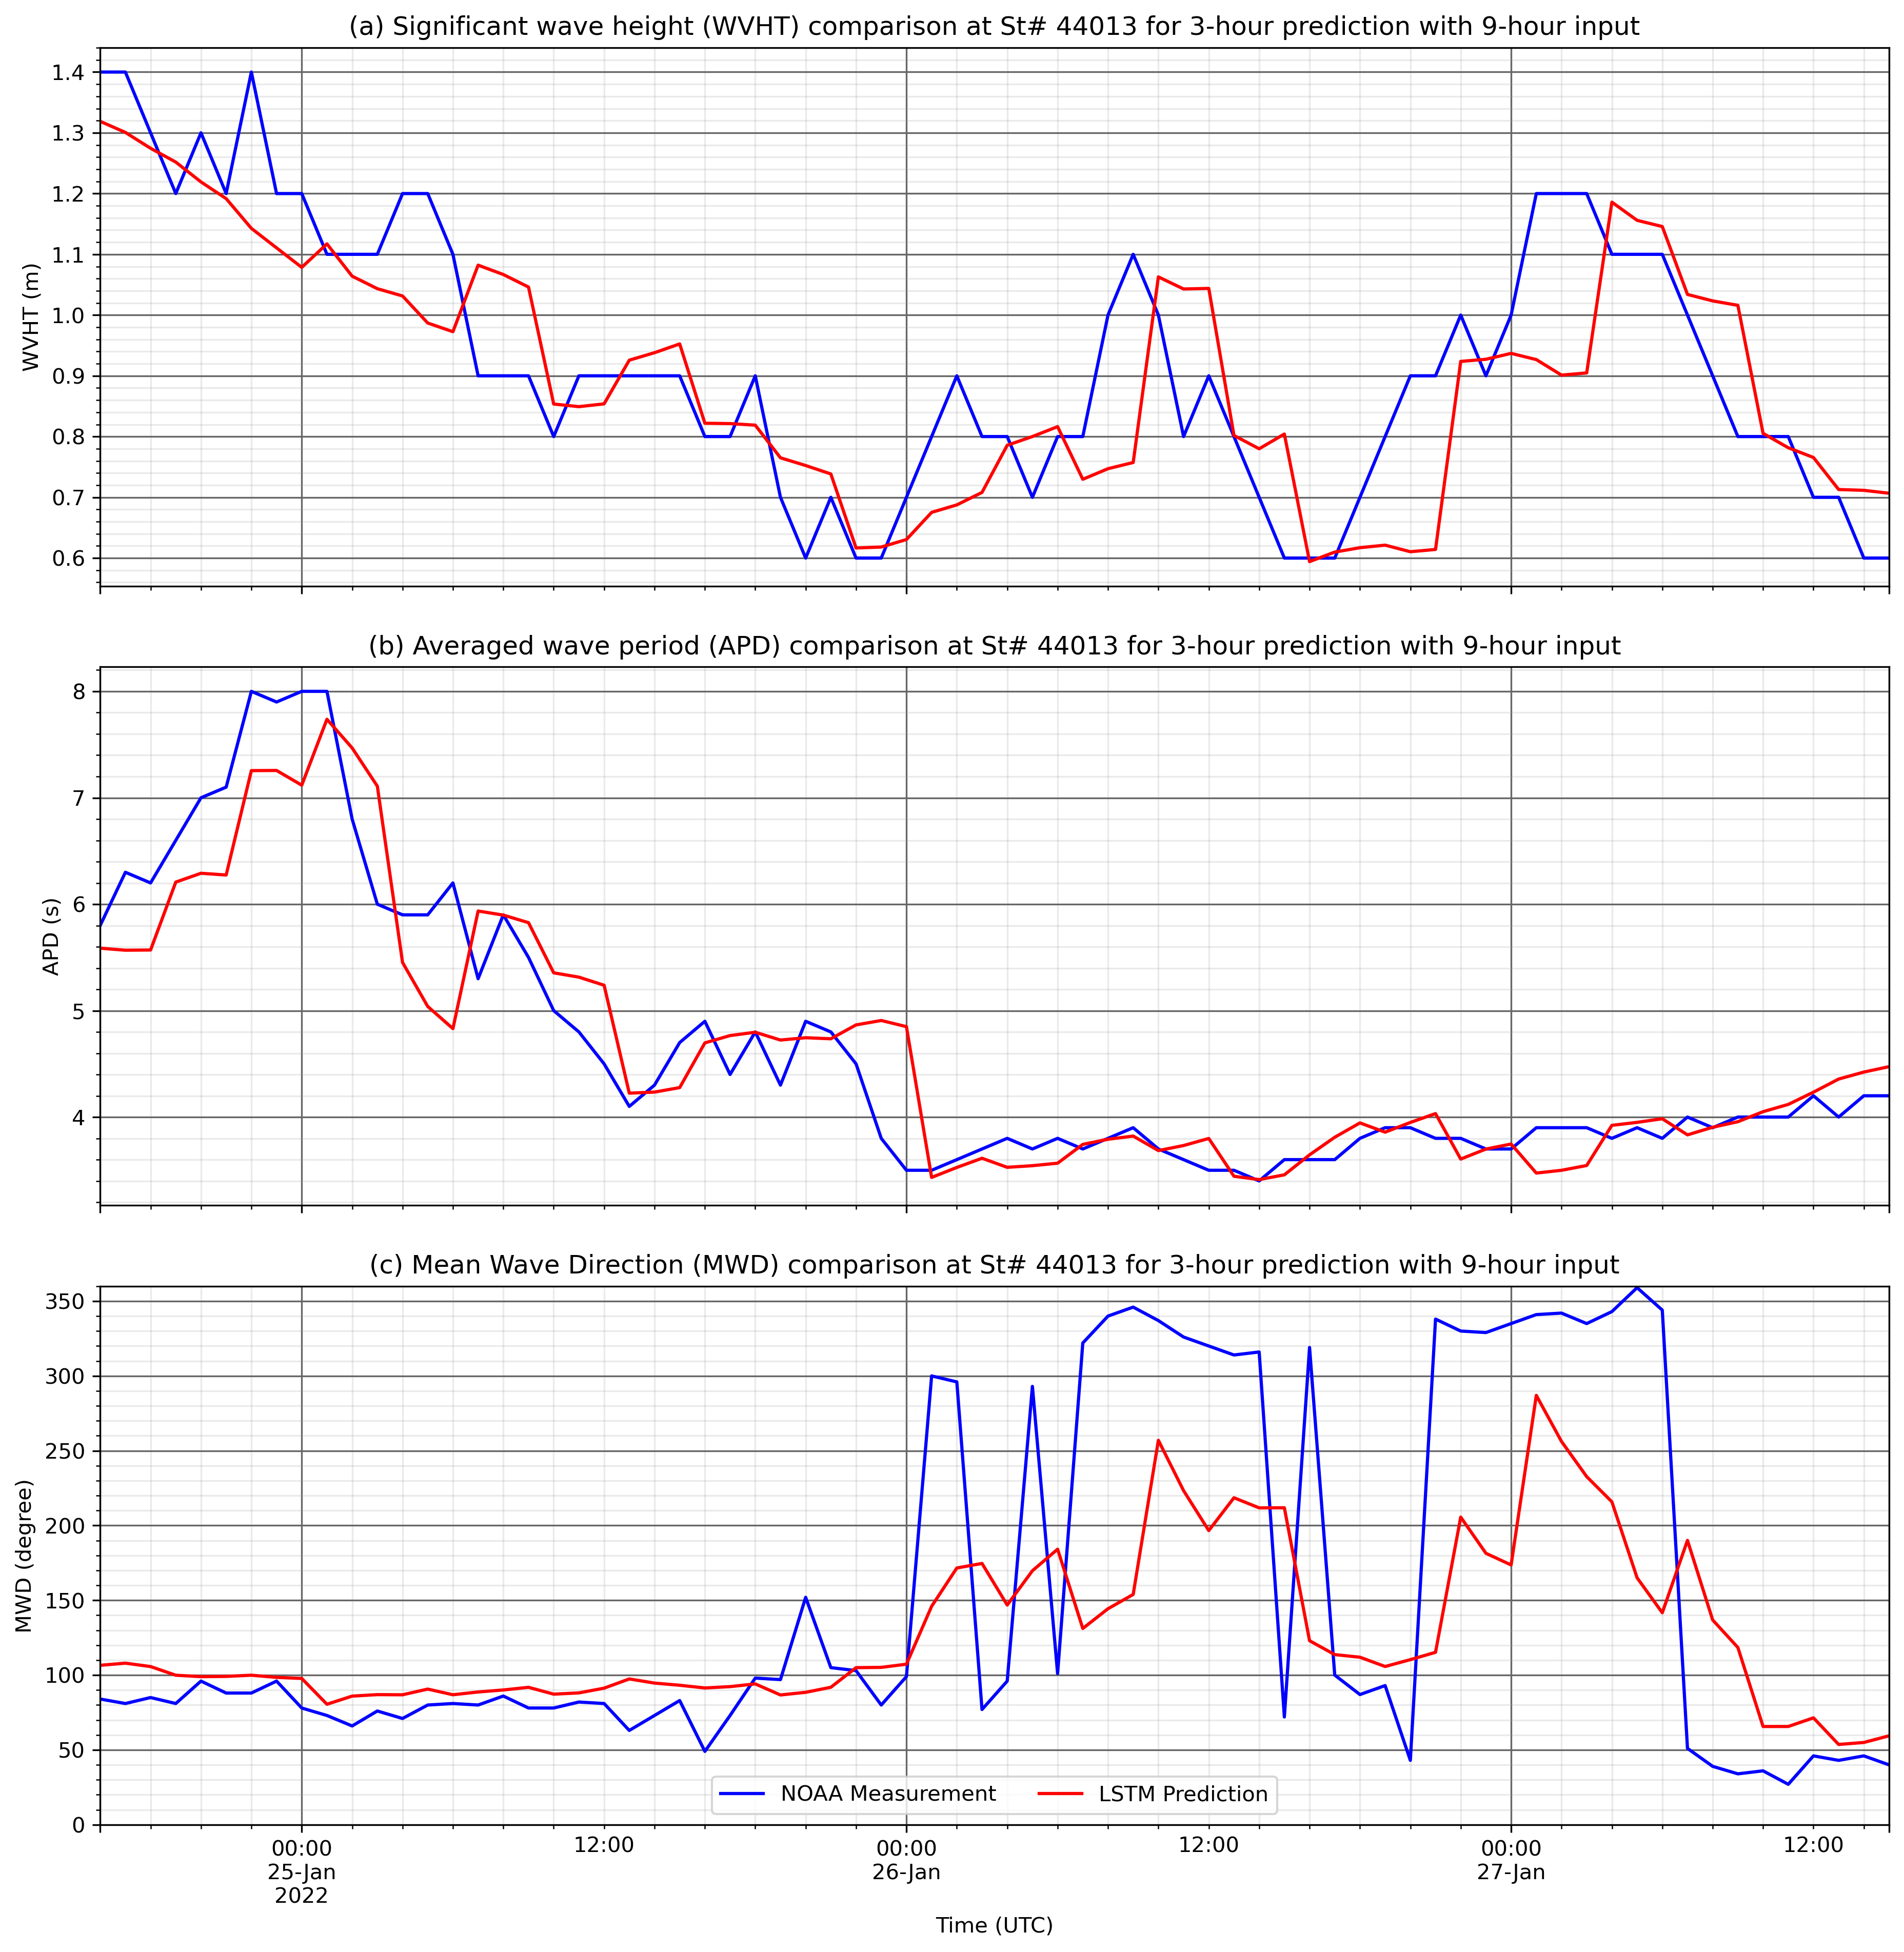 (a) Significant wave height (WVHT) comparison at St# 44013 for 3-hour prediction with 9-hour input
1.4
1.3
1.2
1.1
1.0
0.9
0.8
0.7
0.6
WVHT (m)
(b) Averaged wave period (APD) comparison at St# 44013 for 3-hour prediction with 9-hour input
8
7
6
5
4
APD (s)
(c) Mean Wave Direction (MWD) comparison at St# 44013 for 3-hour prediction with 9-hour input
350
300
250
200
150
100
50
0
MWD (degree)
NOAA Measurement LSTM Prediction
00:00 12:00 00:00 12:00 00:00 12:00
25-Jan 26-Jan 27-Jan
2022
Time (UTC)